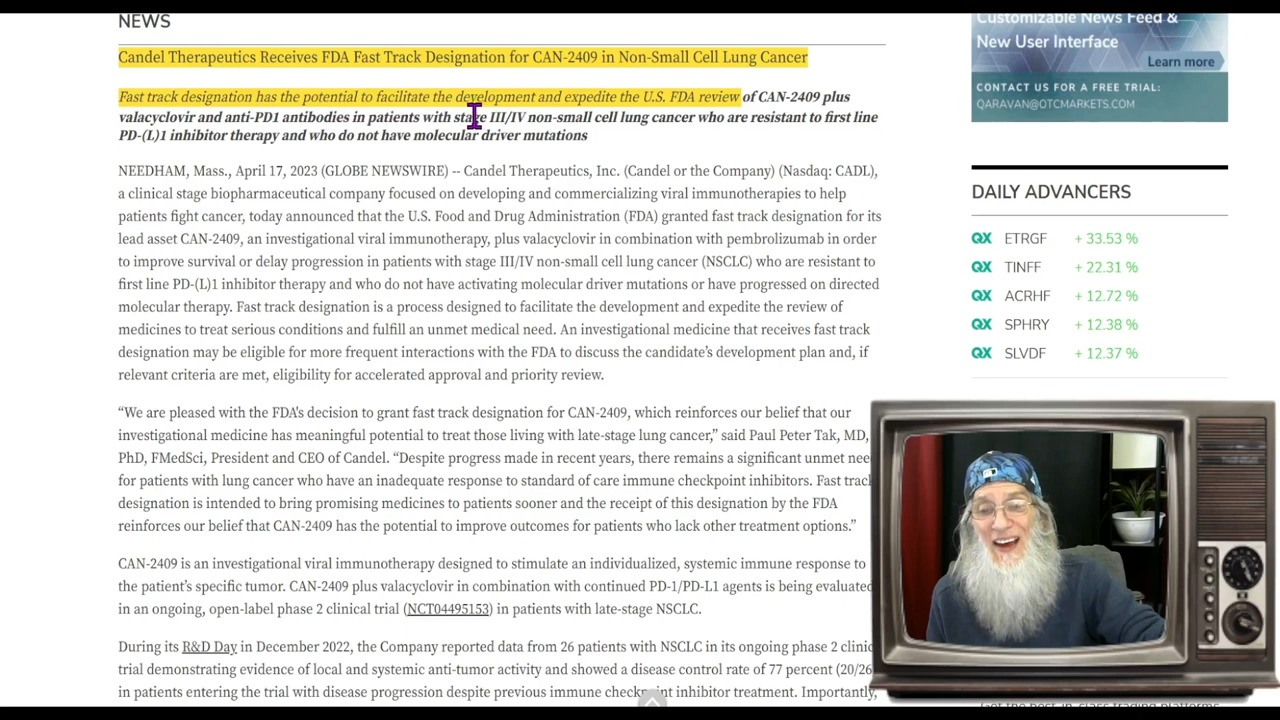 NEWS
Candel Therapeutics Receives FDA Fast Track Designation for CAN-2409 in Non-Small Cell Lung Cancer
Fast track designation has the potential to facilitate the development and expedite the U.S. FDA review of CAN-2409 plus
valacyclovir and anti-PD1 antibodies in patients with stage III/IV non-small cell lung cancer who are resistant to first line
PD-(L)1 inhibitor therapy and who do not have molecular driver mutations
NEEDHAM, Mass., April 17, 2023 (GLOBE NEWSWIRE) -- Candel Therapeutics, Inc. (Candel or the Company) (Nasdaq: CADL),
a clinical stage biopharmaceutical company focused on developing and commercializing viral immunotherapies to help
patients fight cancer, today announced that the U.S. Food and Drug Administration (FDA) granted fast track designation for its
lead asset CAN-2409, an investigational viral immunotherapy, plus valacyclovir in combination with pembrolizumab in order
to improve survival or delay progression in patients with stage III/IV non-small cell lung cancer (NSCLC) who are resistant to
first line PD-(L)1 inhibitor therapy and who do not have activating molecular driver mutations or have progressed on directed
molecular therapy. Fast track designation is a process designed to facilitate the development and expedite the review of
medicines to treat serious conditions and fulfill an unmet medical need. An investigational medicine that receives fast track
designation may be eligible for more frequent interactions with the FDA to discuss the candidate's development plan and, if
relevant criteria are met, eligibility for accelerated approval and priority review.
“We are pleased with the FDA's decision to grant fast track designation for CAN-2409, which reinforces our belief that our
investigational medicine has meaningful potential to treat those living with late-stage lung cancer,” said Paul Peter Tak, MD,
PhD, FMedSci, President and CEO of Candel. “Despite progress made in recent years, there remains a significant unmet
for patients with lung cancer who have an inadequate response to standard of care immune checkpoint inhibitors. Fast
designation is intended to bring promising medicines to patients sooner and the receipt of this designation by the FDA
reinforces our belief that CAN-2409 has the potential to improve outcomes for patients who lack other treatment options.”
CAN-2409 is an investigational viral immunotherapy designed to stimulate an individualized, systemic immune response to
the patient's specific tumor. CAN-2409 plus valacyclovir in combination with continued PD-1/PD-L1 agents is being evaluated
in an ongoing, open-label phase 2 clinical trial (NCT04495153) in patients with late-stage NSCLC.
During its R&D Day in December 2022, the Company reported data from 26 patients with NSCLC in its ongoing phase 2
trial demonstrating evidence of local and systemic anti-tumor activity and showed a disease control rate of 77 percent (20/26
in patients entering the trial with disease progression despite previous immune checkpoint inhibitor treatment. Importantly,
Customizable News Feed &
New User Interface
Learn more
CONTACT US FOR A FREE TRIAL:
QARAVAN@OTCMARKETS.COM
DAILY ADVANCERS
QX ETRGF + 33.53 %
QX TINFF + 22.31 %
QX ACRHF + 12.72 %
QX SPHRY + 12.38 %
QX SLVDF + 12.37 %